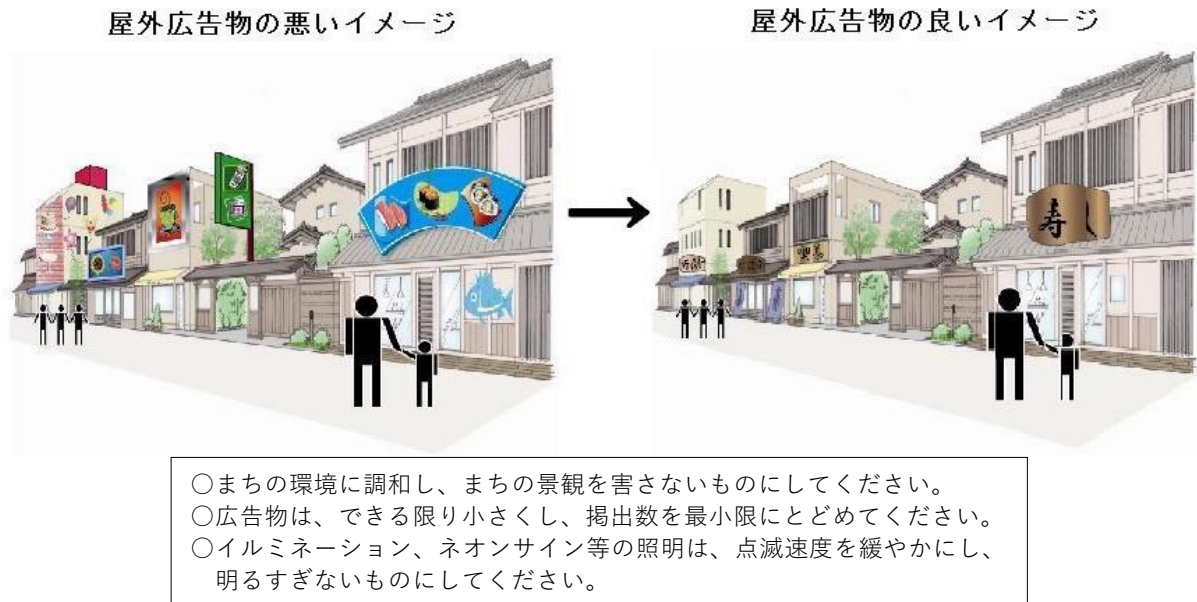 屋外広告物の悪いイメージ
屋外広告物の良いイメージ
寿し
○まちの環境に調和し、まちの景観を害さないものにしてください。
○広告物は、できる限り小さくし、掲出数を最小限にとどめてください。
○イルミネーション、ネオンサイン等の照明は、点滅速度を緩やかにし、
明るすぎないものにしてください。